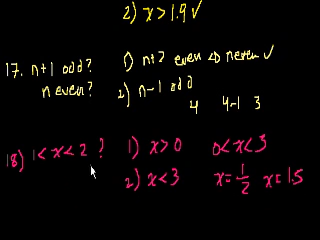 2) x > 1.9 ✓
17. n+1 odd? 1) n+2 even ⇔ n even ✓
n even? 2) n-1 odd
4 4-1 3
18) 1 < x < 2 ? 1) x > 0 0 < x < 3
2) x < 3 x = 1/2 x = 1.5